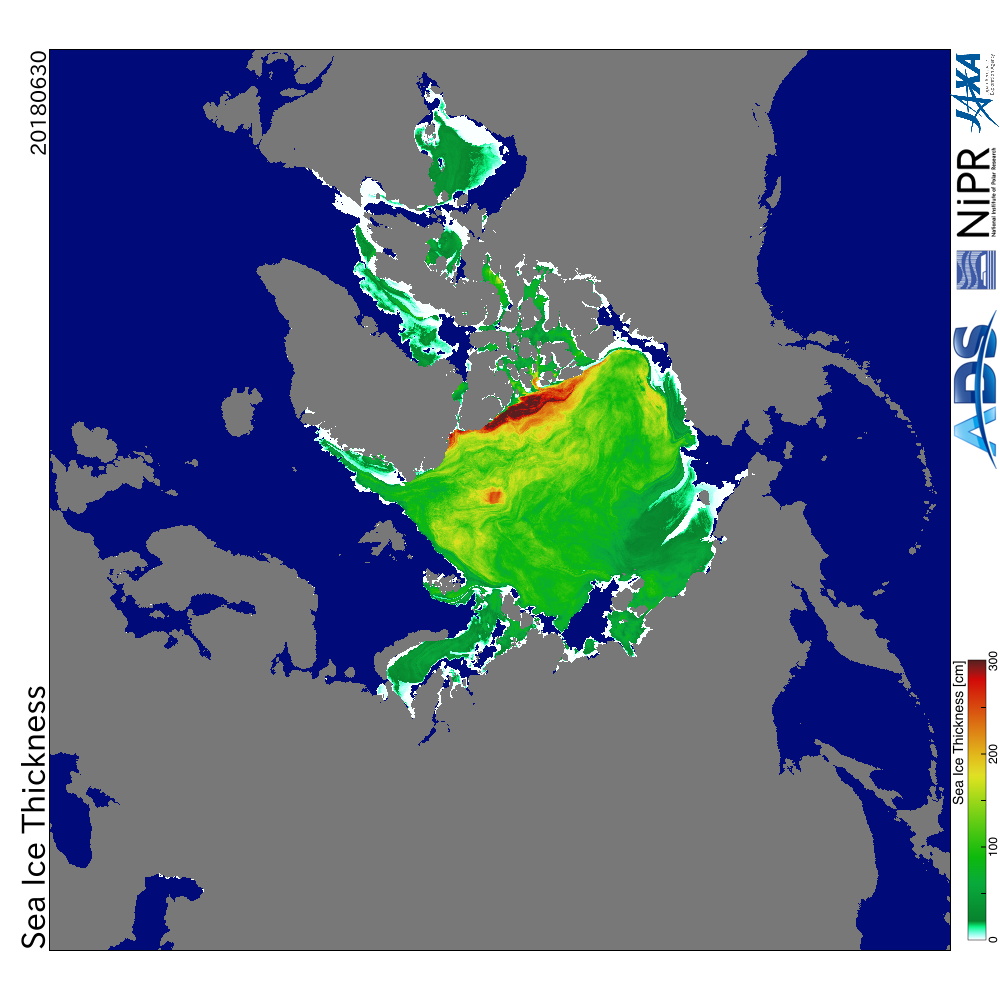 Sea Ice Thickness
20180630
Sea Ice Thickness [cm]
0
100
200
300
ADS
NiPR
National Institute of Polar Research
JAXA